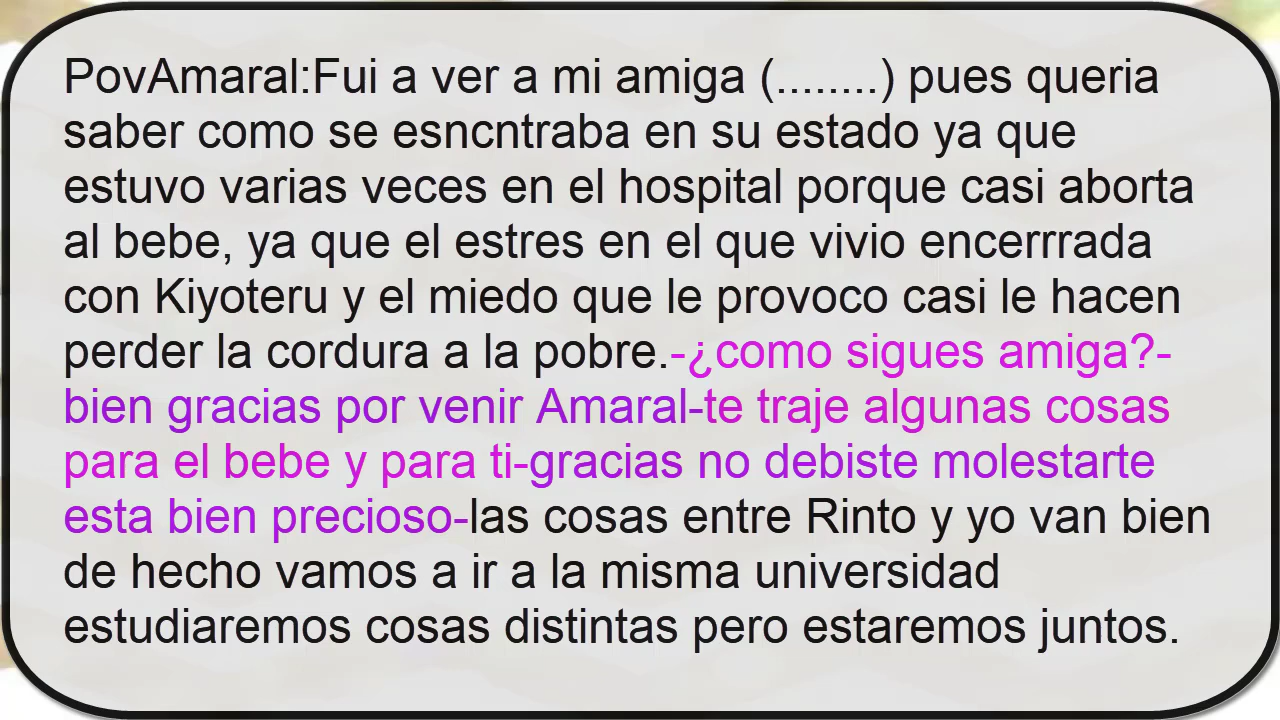 PovAmaral:Fui a ver a mi amiga (........) pues queria
saber como se esncntraba en su estado ya que
estuvo varias veces en el hospital porque casi aborta
al bebe, ya que el estres en el que vivio encerrrada
con Kiyoteru y el miedo que le provoco casi le hacen
perder la cordura a la pobre.-¿como sigues amiga?-
bien gracias por venir Amaral-te traje algunas cosas
para el bebe y para ti-gracias no debiste molestarte
esta bien precioso-las cosas entre Rinto y yo van bien
de hecho vamos a ir a la misma universidad
estudiaremos cosas distintas pero estaremos juntos.